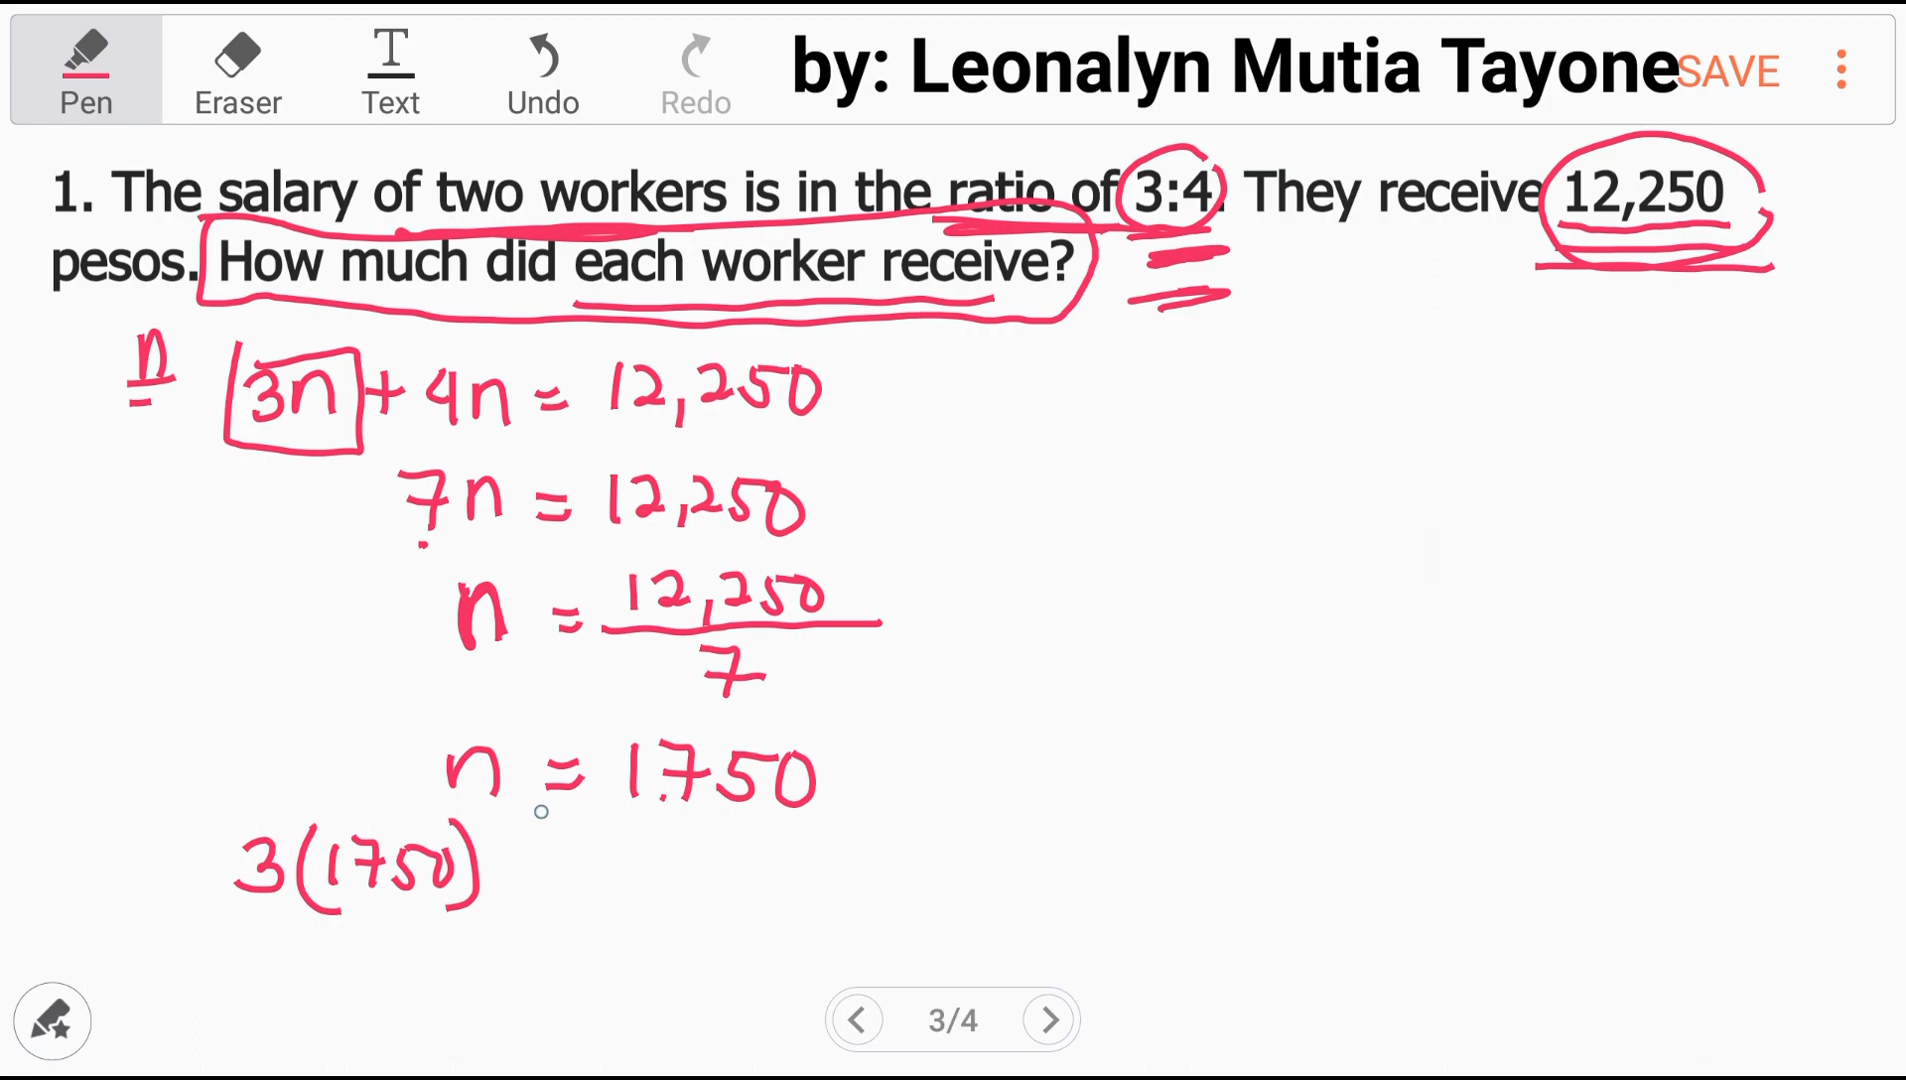 Pen Eraser Text Undo Redo by: Leonalyn Mutia Tayone SAVE
1. The salary of two workers is in the ratio of 3:4. They receive 12,250
pesos. How much did each worker receive?
n 3n + 4n = 12,250
7n = 12,250
n = 12,250
7
n = 1750
3(1750)
3/4